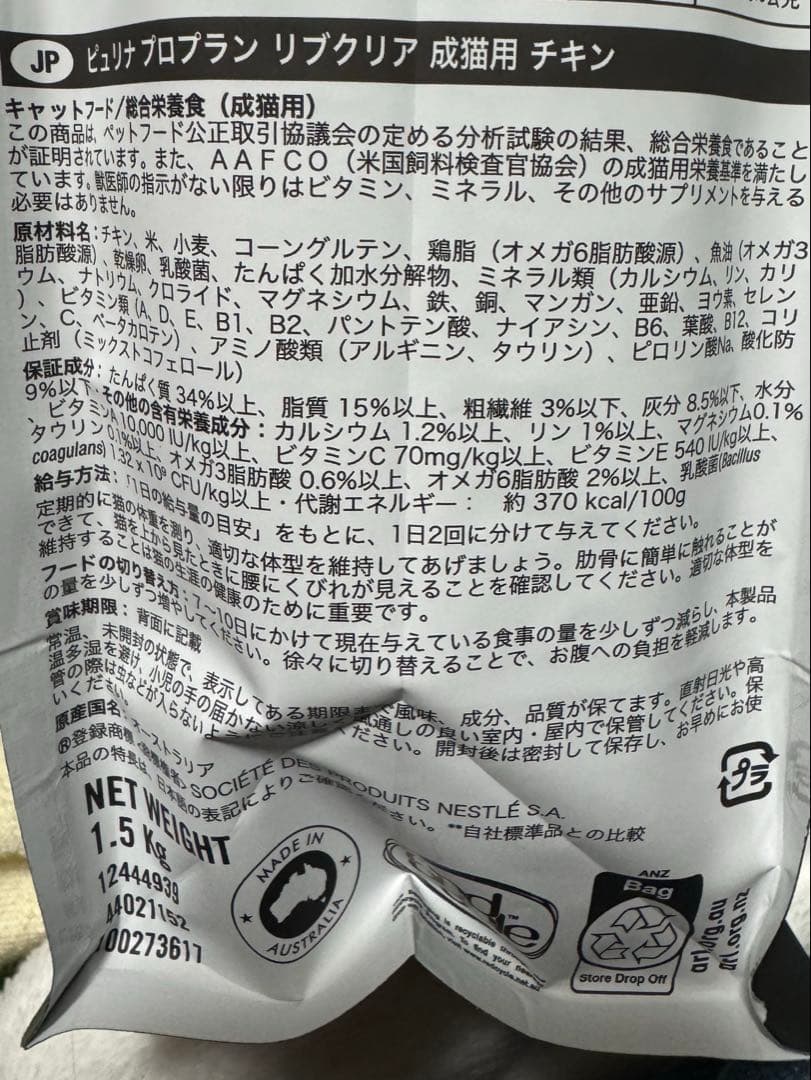 JP ピュリナ プロプラン リブクリア 成猫用 チキン
キャットフード/総合栄養食（成猫用）
この商品は、ペットフード公正取引協議会の定める分析試験の結果、総合栄養食であること
が証明されています。また、ＡＡＦＣＯ（米国飼料検査官協会）の成猫用栄養基準を満たし
ています。獣医師の指示がない限りはビタミン、ミネラル、その他のサプリメントを与える
必要はありません。
原材料名：チキン、米、小麦、コーングルテン、鶏脂（オメガ6脂肪酸源）、魚油（オメガ3
脂肪酸源）、乾燥卵、乳酸菌、たんぱく加水分解物、ミネラル類（カルシウム、リン、カリ
ウム、ナトリウム、クロライド、マグネシウム、鉄、銅、マンガン、亜鉛、ヨウ素、セレン
）、ビタミン類（A、D、E、B1、B2、パントテン酸、ナイアシン、B6、葉酸、B12、コリ
ン、C、ベータカロテン）、アミノ酸類（アルギニン、タウリン）、ピロリン酸Na、酸化防
止剤（ミックストコフェロール）
保証成分：たんぱく質 34%以上、脂質 15%以上、粗繊維 3%以下、灰分 8.5%以下、水分
9%以下・その他の含有栄養成分：カルシウム 1.2%以上、リン 1%以上、マグネシウム0.1%
、ビタミンA 10,000 IU/kg以上、ビタミンC 70mg/kg以上、ビタミンE 540 IU/kg以上、
タウリン 0.1%以上、オメガ3脂肪酸 0.6%以上、オメガ6脂肪酸 2%以上、乳酸菌(Bacillus
coagulans) 1.32 x 10⁹ CFU/kg以上・代謝エネルギー： 約 370 kcal/100g
給与方法：「1日の給与量の目安」をもとに、1日2回に分けて与えてください。
定期的に猫の体重を測り、適切な体型を維持してあげましょう。肋骨に簡単に触れることが
できて、猫を上から見たときに腰にくびれが見えることを確認してください。適切な体型を
維持することは猫の生涯の健康のために重要です。
フードの切り替え方：7～10日にかけて現在与えている食事の量を少しずつ減らし、本製品
の量を少しずつ増やしてください。徐々に切り替えることで、お腹への負担を軽減します。
賞味期限：背面に記載
常温、未開封の状態で、表示してある期限まで風味、成分、品質が保てます。直射日光や高
温多湿を避け、小児の手の届かない涼しく風通しの良い室内・屋内で保管してください。保
管の際は虫などが入らないようにご注意ください。開封後は密封して保存し、お早めにお使
いください。
原産国名：オーストラリア
®登録商標 SOCIÉTÉ DES PRODUITS NESTLÉ S.A.
本品の特長は、日本語の表記によりご確認ください。**自社標準品との比較
プラ
NET WEIGHT
1.5 Kg
12444939
44021152
100273617
MADE IN
AUSTRALIA
ANZ
Bag
Store Drop Off
arl.org.au
arl.org.nz